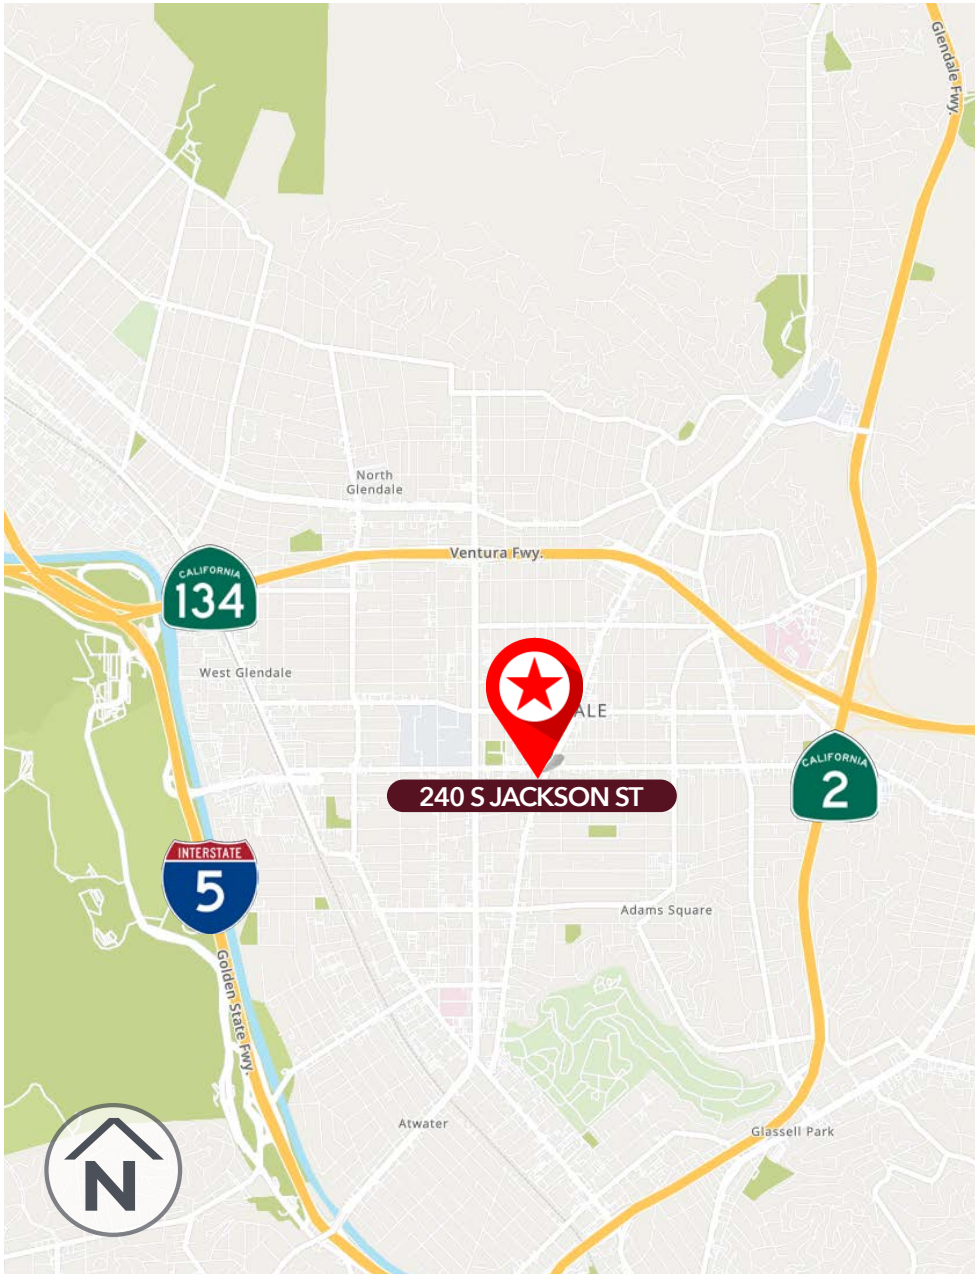 Glendale Fwy.
North
Glendale
Ventura Fwy.
CALIFORNIA
134
West Glendale
ALE
240 S JACKSON ST
CALIFORNIA
2
INTERSTATE
5
Adams Square
Golden State Fwy.
Atwater
Glassell Park
N